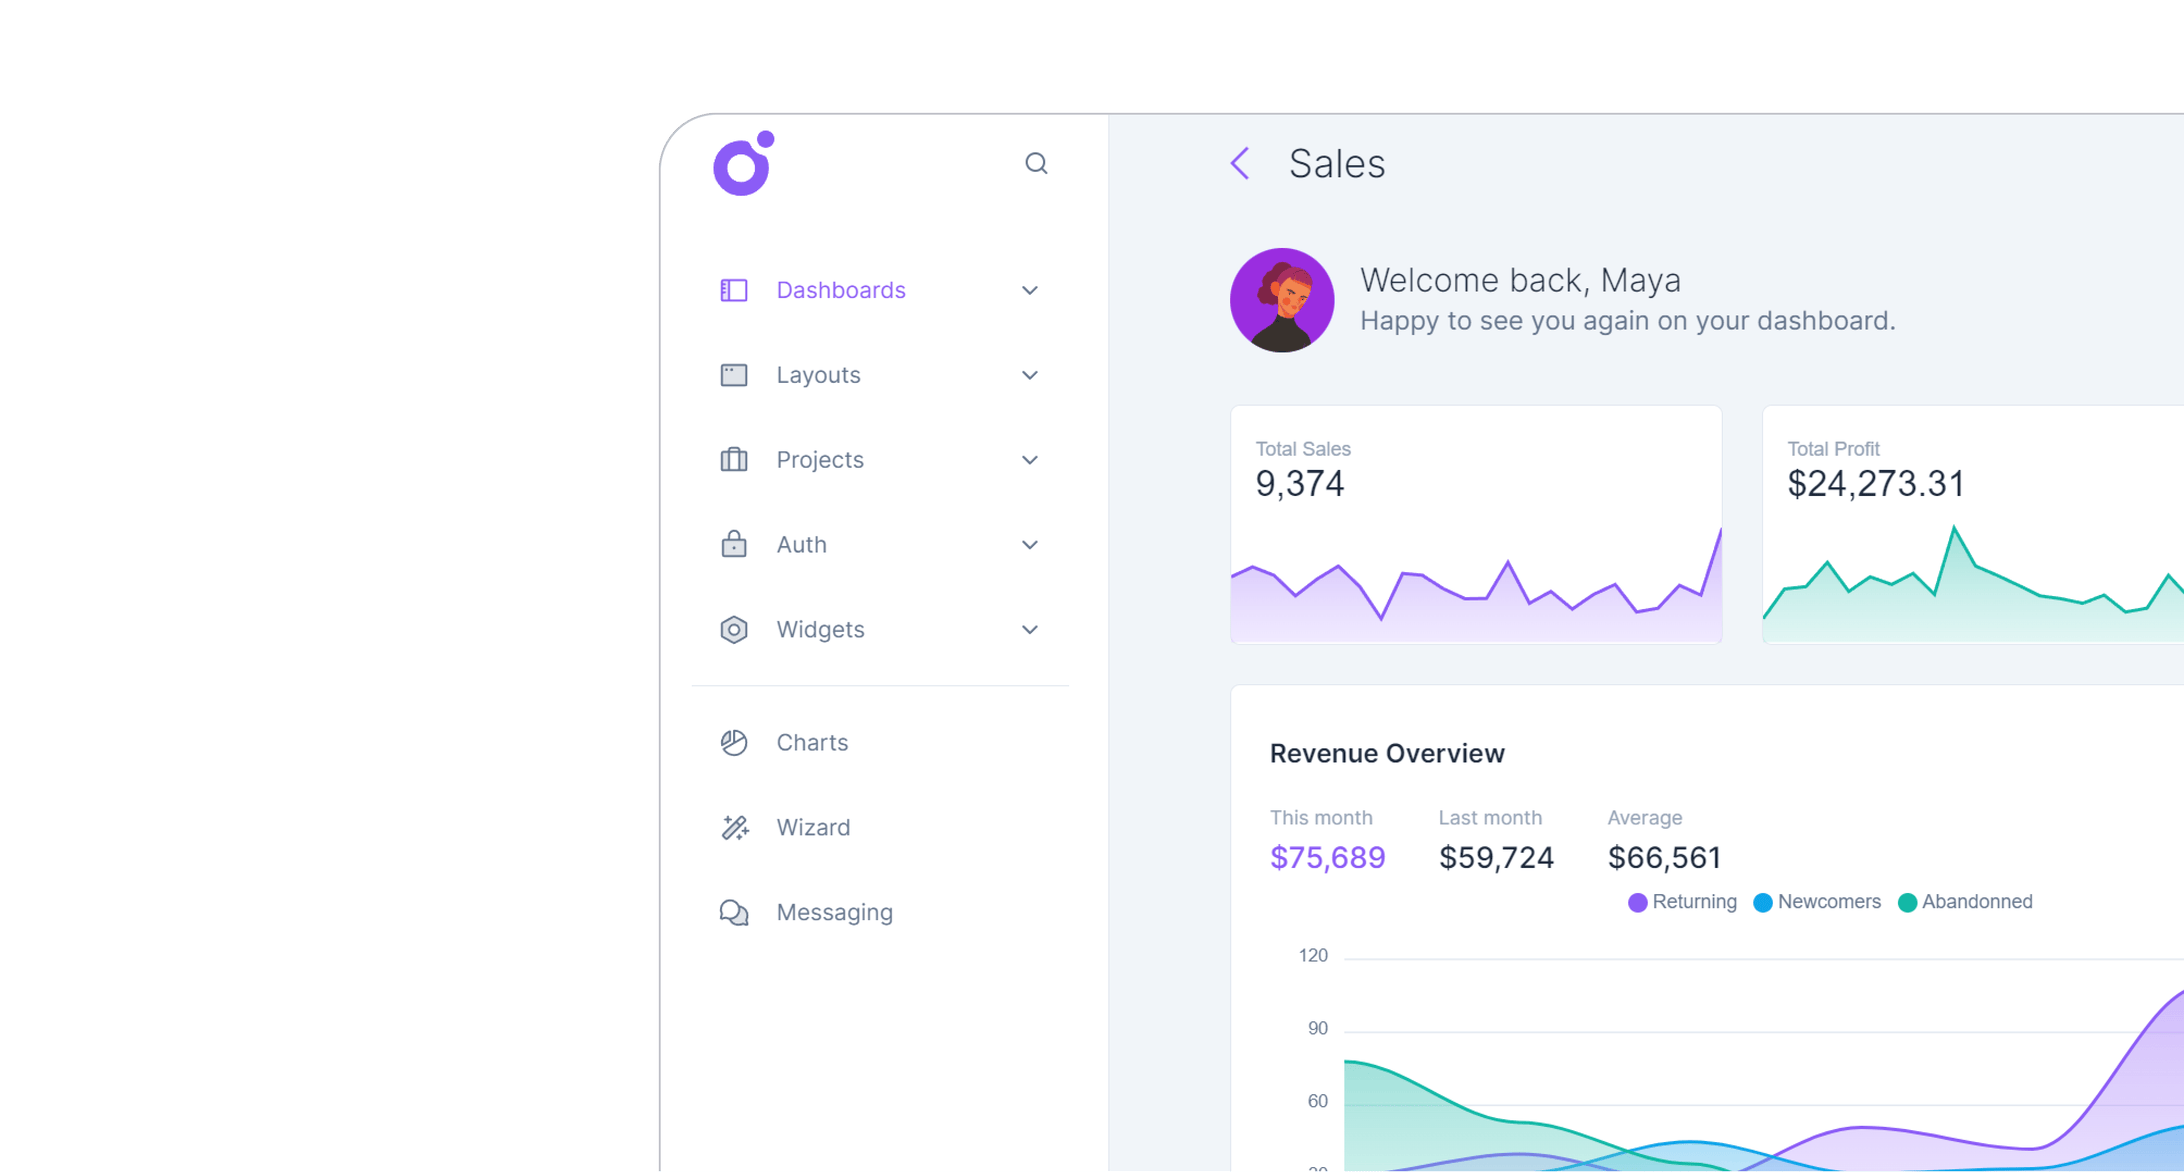 Sales
Dashboards
Layouts
Projects
Auth
Widgets
Charts
Wizard
Messaging
Welcome back, Maya
Happy to see you again on your dashboard.
Total Sales
9,374
Total Profit
$24,273.31
Revenue Overview
This month Last month Average
$75,689 $59,724 $66,561
Returning Newcomers Abandonned
120
90
60